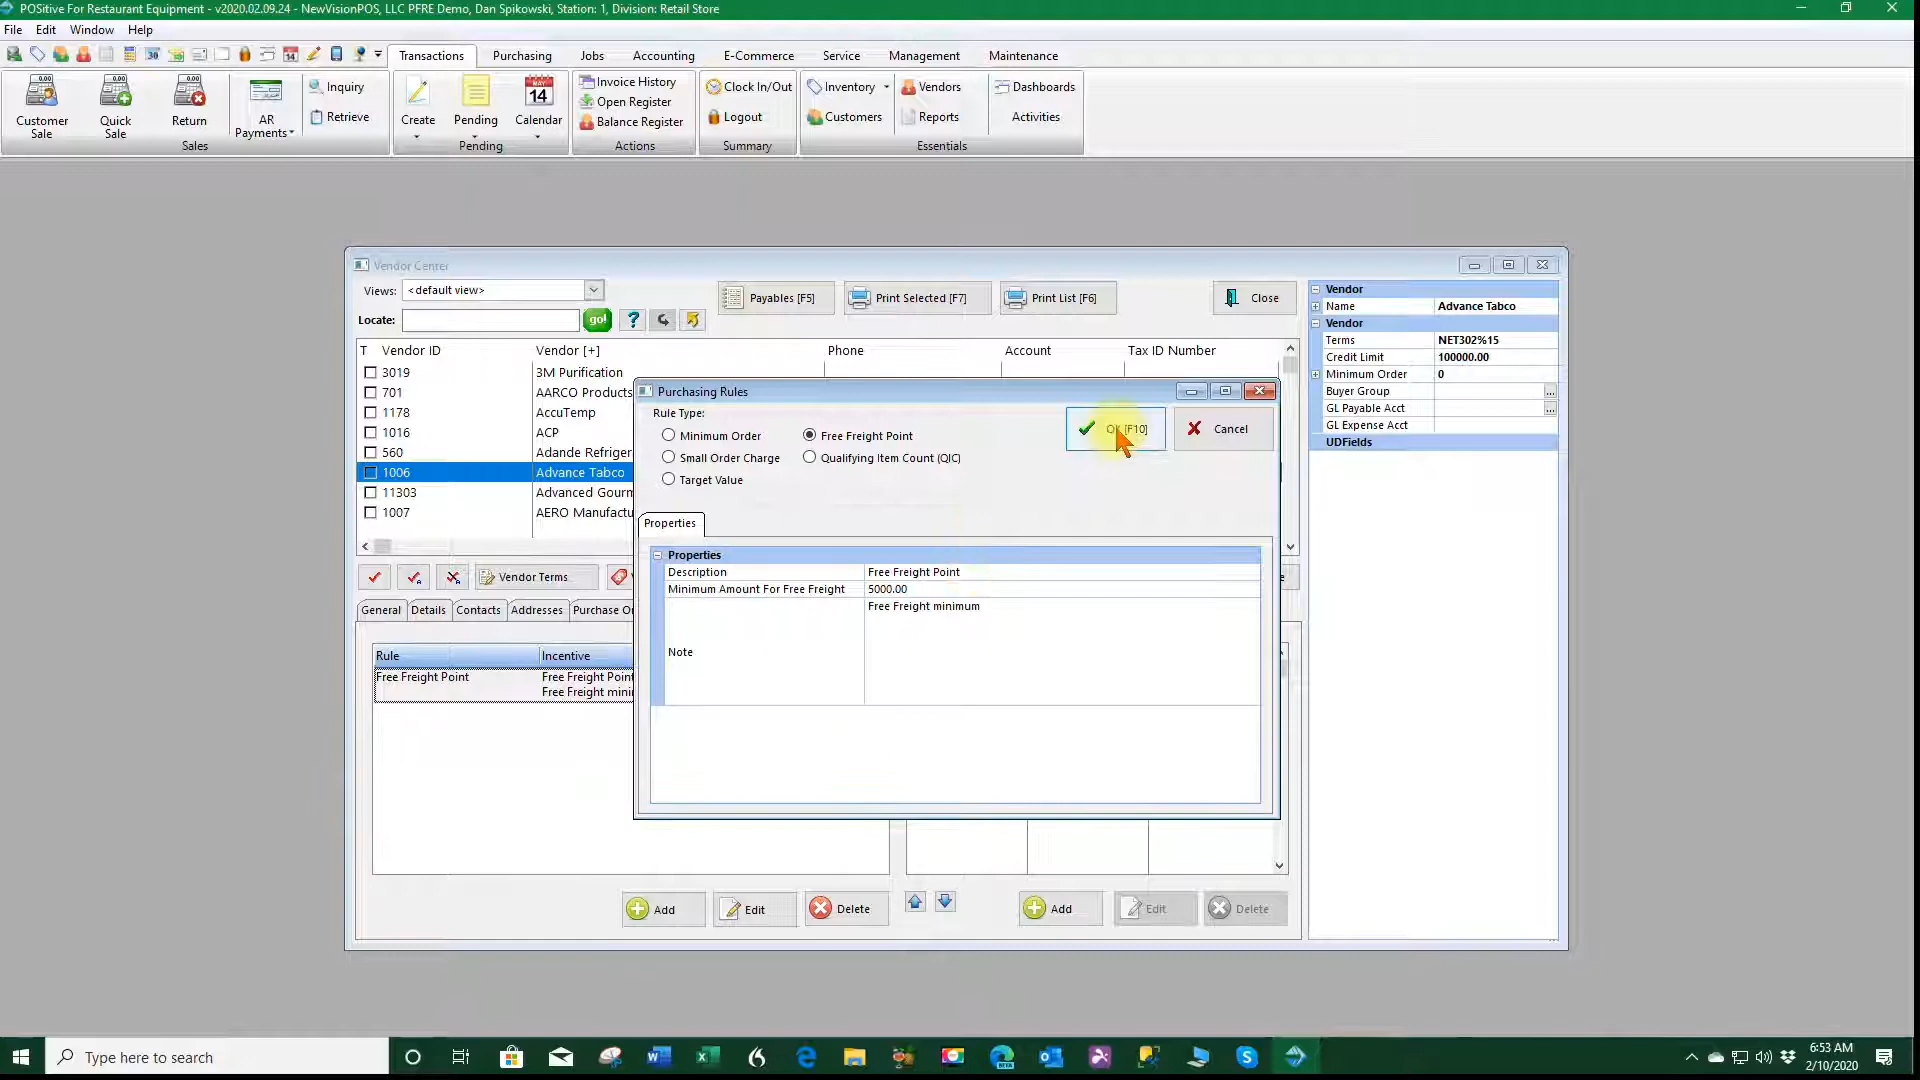 POSitive For Restaurant Equipment - v2020.02.09.24 - NewVisionPOS, LLC PFRE Demo, Dan Spikowski, Station: 1, Division: Retail Store
File Edit Window Help
Transactions Purchasing Jobs Accounting E-Commerce Service Management Maintenance
Customer Sale
Quick Sale
Return
AR Payments
Inquiry
Retrieve
Sales
Create
Pending
Calendar
Pending
Invoice History
Open Register
Balance Register
Actions
Clock In/Out
Logout
Summary
Inventory
Customers
Vendors
Reports
Dashboards
Activities
Essentials
Vendor Center
Views: <default view>
Payables [F5] Print Selected [F7] Print List [F6] Close
Locate: go!
T Vendor ID Vendor [+] Phone Account Tax ID Number
3019 3M Purification
701 AARCO Products
1178 AccuTemp
1016 ACP
560 Adande Refriger
1006 Advance Tabco
11303 Advanced Gourm
1007 AERO Manufactu
Vendor Terms
General Details Contacts Addresses Purchase Or
Rule Incentive
Free Freight Point Free Freight Point
Free Freight mini
Add Edit Delete Add Edit Delete
Purchasing Rules
Rule Type:
Minimum Order Free Freight Point
Small Order Charge Qualifying Item Count (QIC)
Target Value
OK [F10] Cancel
Properties
Properties
Description Free Freight Point
Minimum Amount For Free Freight 5000.00
Note Free Freight minimum
Vendor
Name Advance Tabco
Vendor
Terms NET302%15
Credit Limit 100000.00
Minimum Order 0
Buyer Group
GL Payable Acct
GL Expense Acct
UDFields
Type here to search
6:53 AM
2/10/2020